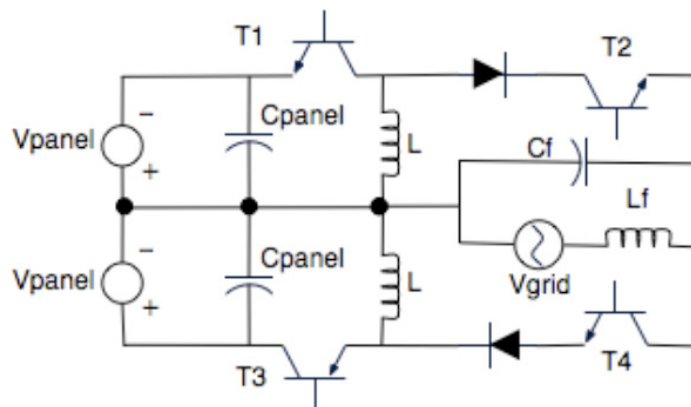 T1
T2
Vpanel
−
+
Cpanel
L
Cf
Lf
Vgrid
Vpanel
−
+
Cpanel
L
T3
T4